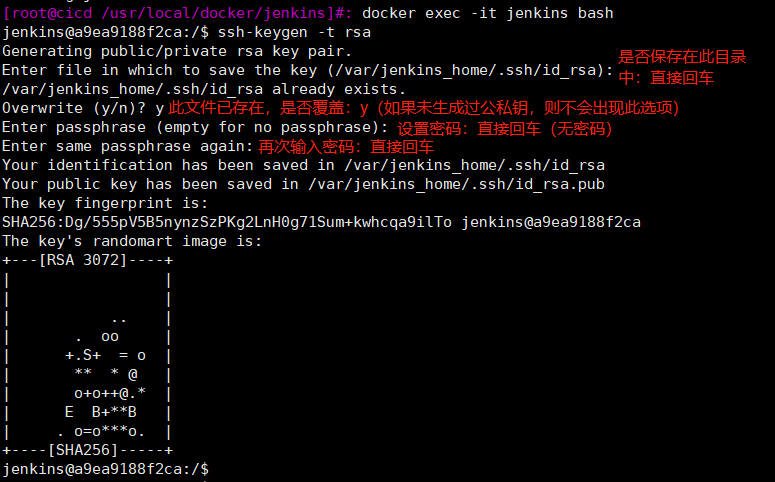 [root@cicd /usr/local/docker/jenkins]#: docker exec -it jenkins bash
jenkins@a9ea9188f2ca:/$ ssh-keygen -t rsa
Generating public/private rsa key pair.
Enter file in which to save the key (/var/jenkins_home/.ssh/id_rsa): 是否保存在此目录
中：直接回车
/var/jenkins_home/.ssh/id_rsa already exists.
Overwrite (y/n)? y 此文件已存在，是否覆盖：y（如果未生成过公私钥，则不会出现此选项）
Enter passphrase (empty for no passphrase): 设置密码：直接回车（无密码）
Enter same passphrase again: 再次输入密码：直接回车
Your identification has been saved in /var/jenkins_home/.ssh/id_rsa
Your public key has been saved in /var/jenkins_home/.ssh/id_rsa.pub
The key fingerprint is:
SHA256:Dg/555pV5B5nynzSzPKg2LnH0g71Sum+kwhcqa9ilTo jenkins@a9ea9188f2ca
The key's randomart image is:
+---[RSA 3072]----+
|                 |
|                 |
|           ..    |
|       .  oo     |
|      +.S+  = o  |
|       **  * @   |
|       o+o++@.*  |
|      E  B+**B   |
|     . o=o***o.  |
+----[SHA256]-----+
jenkins@a9ea9188f2ca:/$